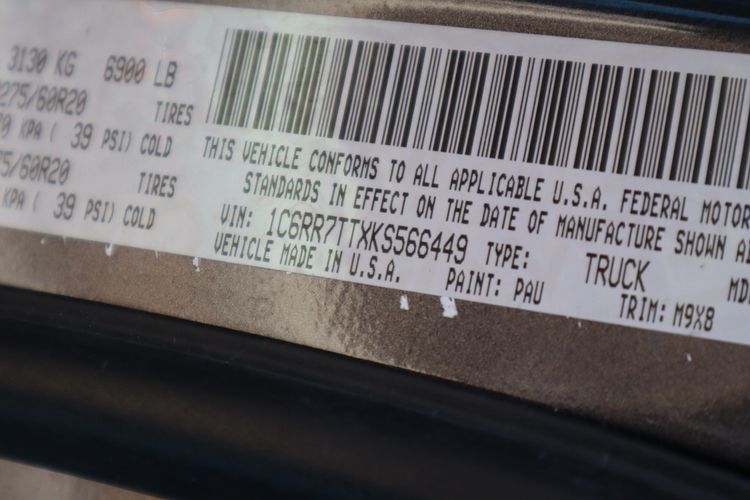 3130 KG 6900 LB
275/60R20 TIRES
KPA ( 39 PSI) COLD
75/60R20 TIRES
KPA ( 39 PSI) COLD
THIS VEHICLE CONFORMS TO ALL APPLICABLE U.S.A. FEDERAL MOTOR
STANDARDS IN EFFECT ON THE DATE OF MANUFACTURE SHOWN
VIN: 1C6RR7TTXKS566449 TYPE: TRUCK
VEHICLE MADE IN U.S.A. PAINT: PAU MD
TRIM: M9X8